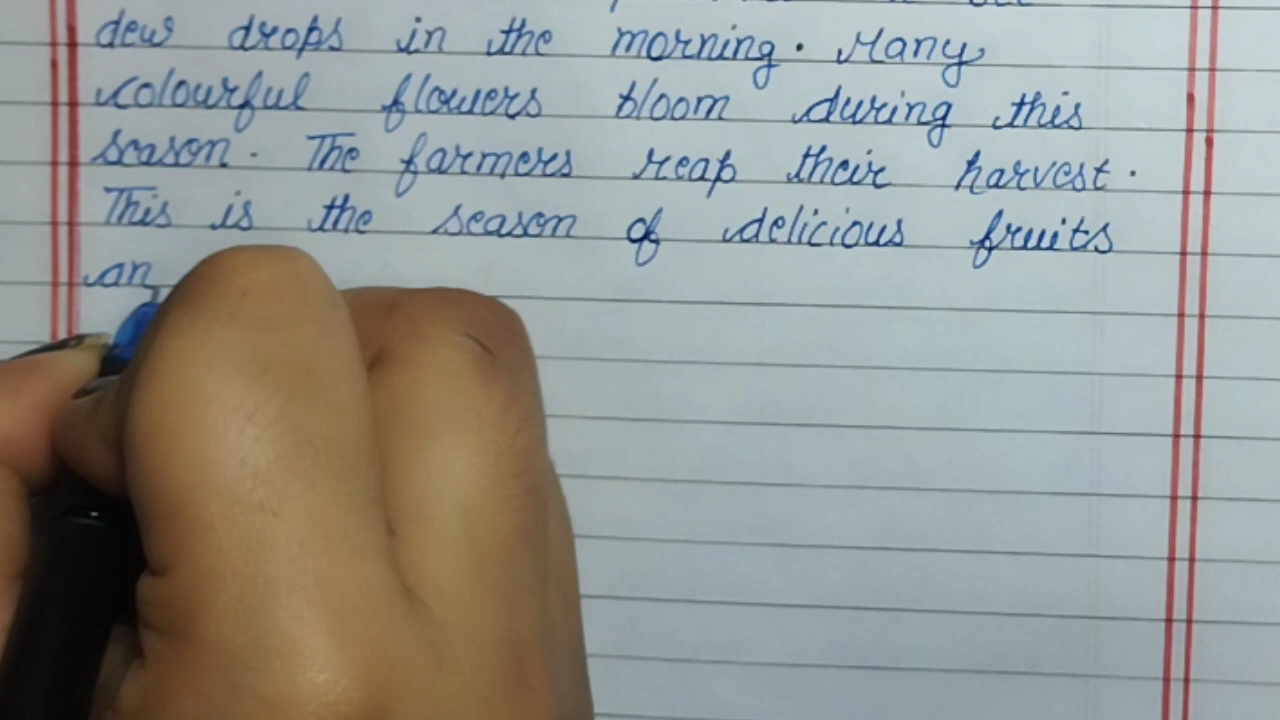 dew drops in the morning. Many
colourful flowers bloom during this
season. The farmers reap their harvest.
This is the season of delicious fruits
an